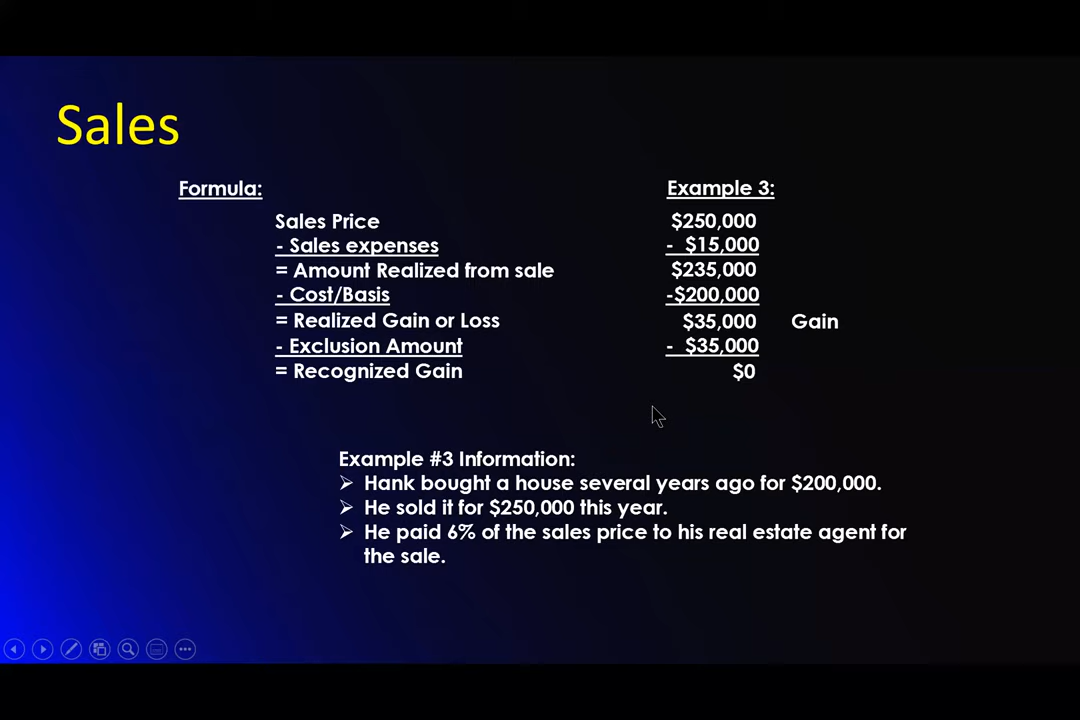 Sales
Formula:
Example 3:
Sales Price $250,000
- Sales expenses - $15,000
= Amount Realized from sale $235,000
- Cost/Basis -$200,000
= Realized Gain or Loss $35,000 Gain
- Exclusion Amount - $35,000
= Recognized Gain $0
Example #3 Information:
➢ Hank bought a house several years ago for $200,000.
➢ He sold it for $250,000 this year.
➢ He paid 6% of the sales price to his real estate agent for
the sale.